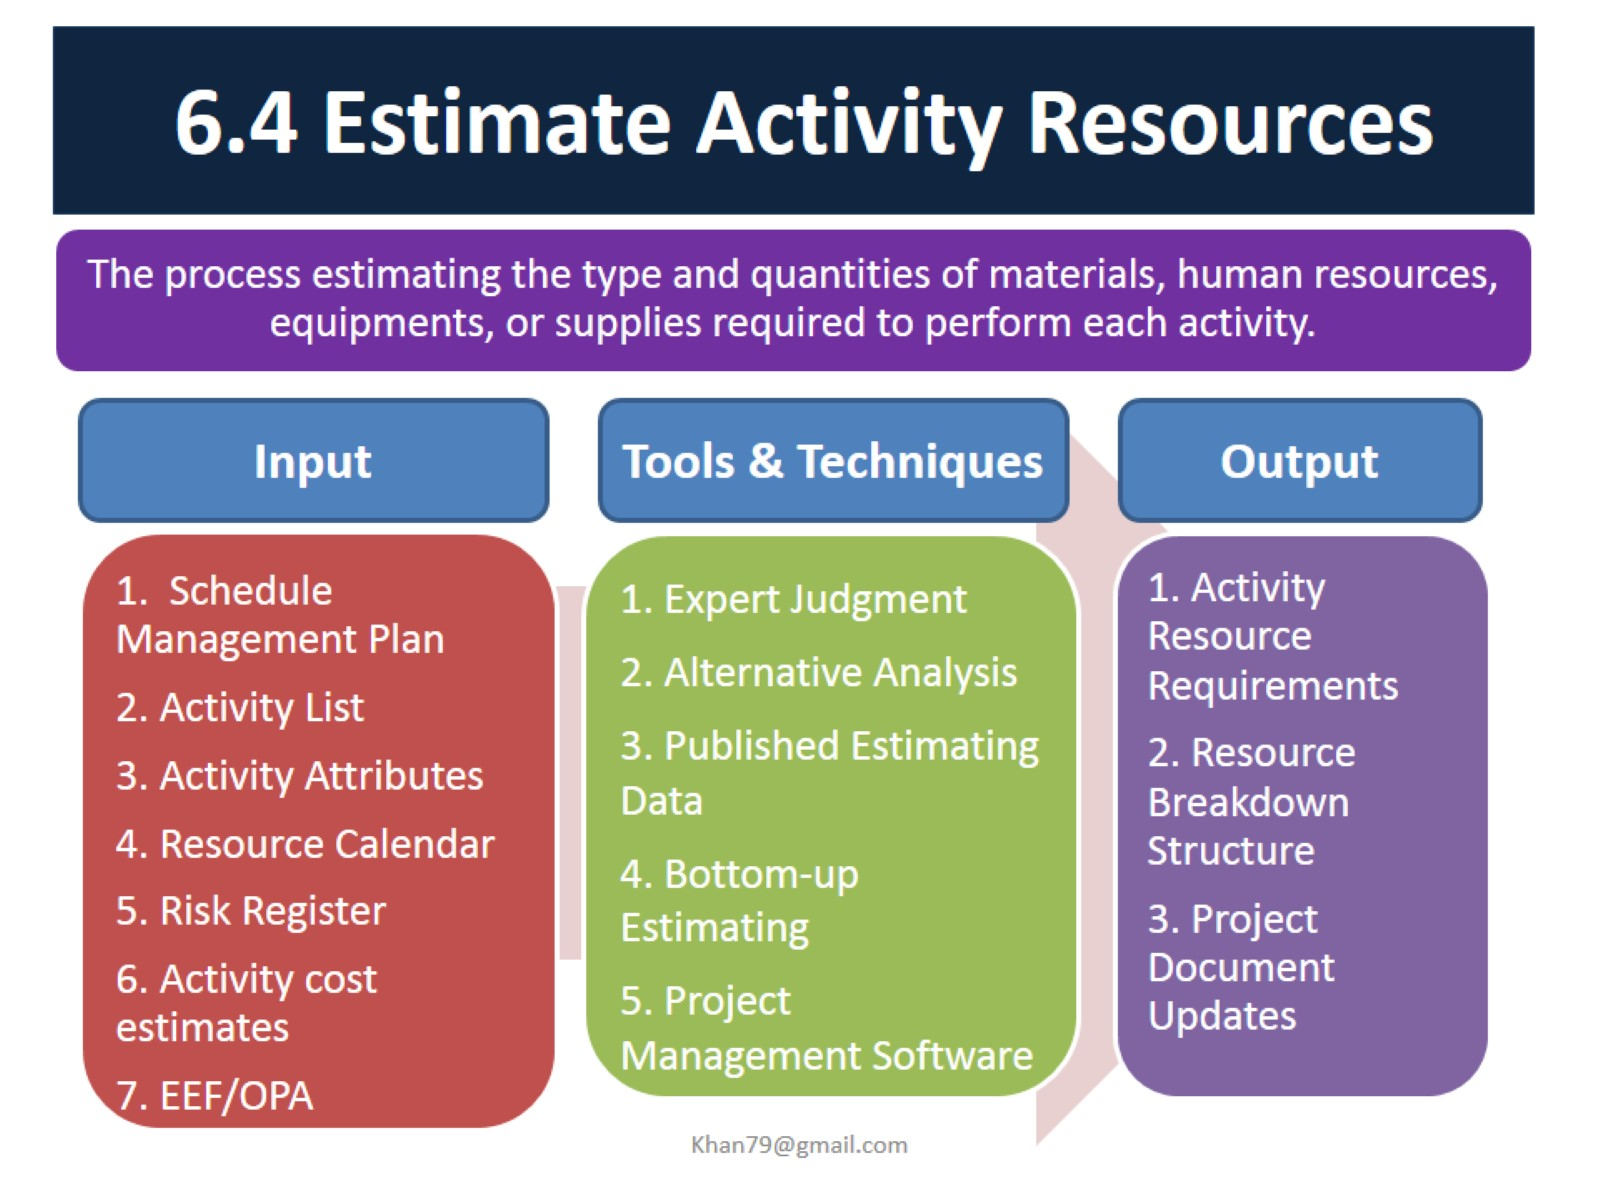 6.4 Estimate Activity Resources
The process estimating the type and quantities of materials, human resources,
equipments, or supplies required to perform each activity.
Input
1.  Schedule
Management Plan
2. Activity List
3. Activity Attributes
4. Resource Calendar
5. Risk Register
6. Activity cost
estimates
7. EEF/OPA
Tools & Techniques
1. Expert Judgment
2. Alternative Analysis
3. Published Estimating
Data
4. Bottom-up
Estimating
5. Project
Management Software
Output
1. Activity
Resource
Requirements
2. Resource
Breakdown
Structure
3. Project
Document
Updates
Khan79@gmail.com